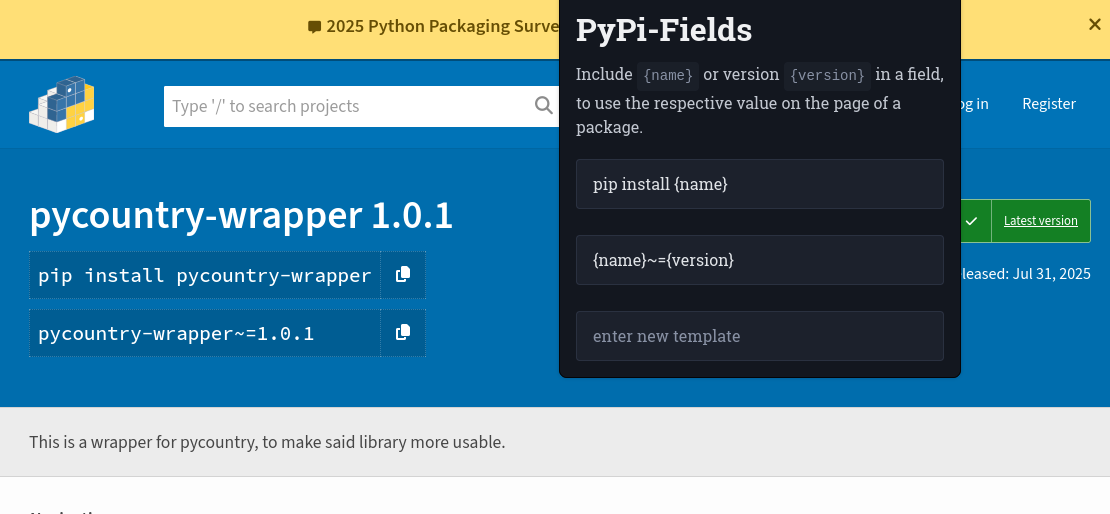 2025 Python Packaging Surve
PyPi-Fields
Include {name} or version {version} in a field,
to use the respective value on the page of a
package.
Type '/' to search projects
og in
Register
pip install {name}
pycountry-wrapper 1.0.1
Latest version
{name}~={version}
pip install pycountry-wrapper
leased: Jul 31, 2025
pycountry-wrapper~=1.0.1
enter new template
This is a wrapper for pycountry, to make said library more usable.